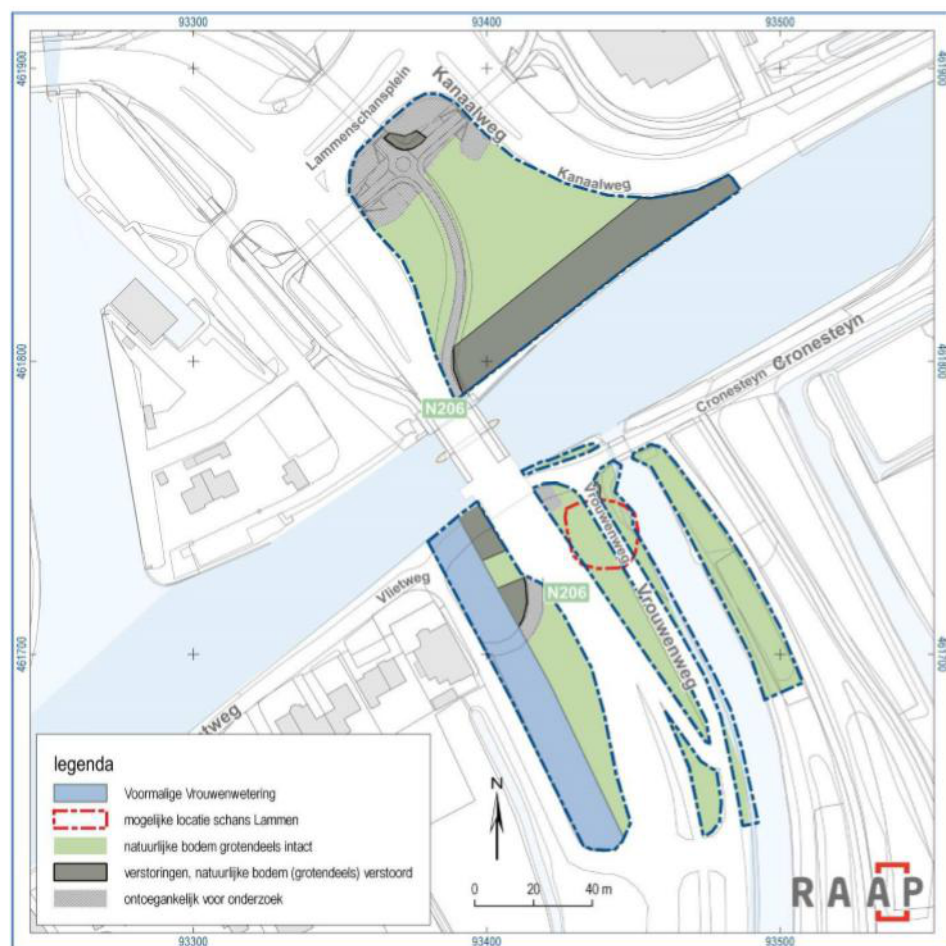 93300
93400
93500
461900
461900
Lammenschansplein
Kanaalweg
Kanaalweg
461800
461800
N206
Cronesteyn
Cronesteyn
Vrouwenweg
Vlietweg
N206
Vrouwenweg
461700
461700
etweg
legenda
Voormalige Vrouwenwetering
mogelijke locatie schans Lammen
natuurlijke bodem grotendeels intact
verstoringen, natuurlijke bodem (grotendeels) verstoord
ontoegankelijk voor onderzoek
N
0 20 40 m
RAAP
93300
93400
93500